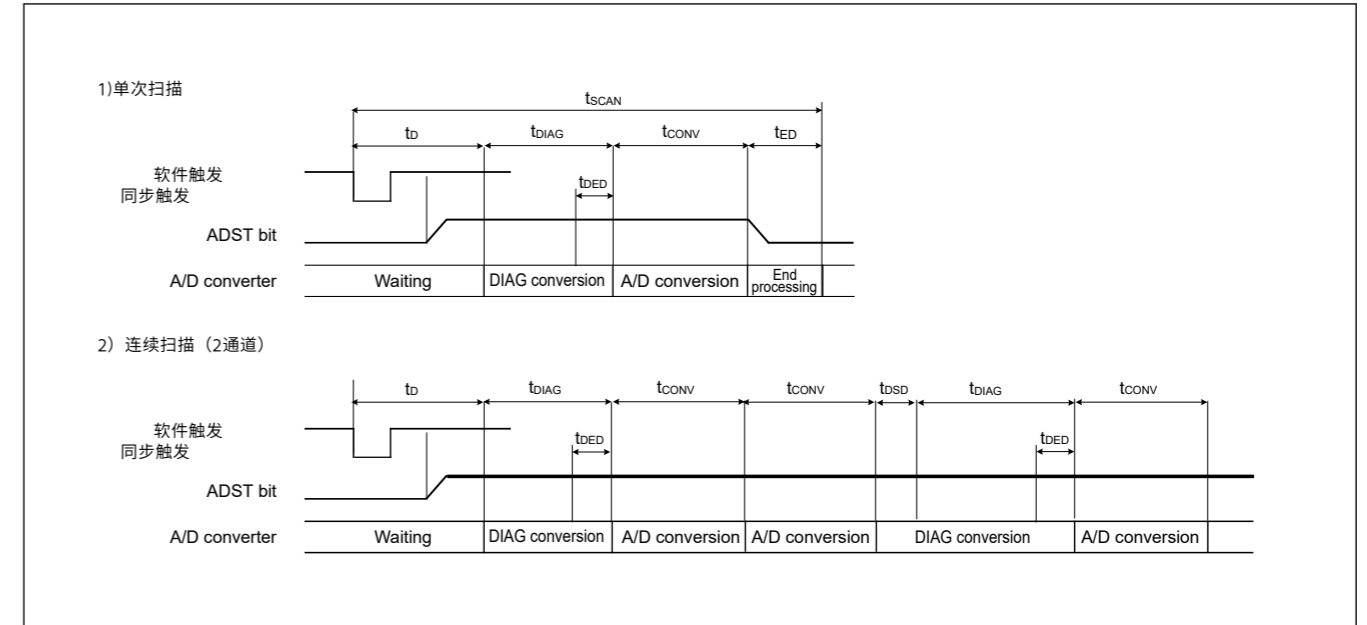 1)单次扫描
tSCAN
tD tDIAG tCONV tED
软件触发
同步触发
tDED
ADST bit
A/D converter Waiting DIAG conversion A/D conversion End processing
2）连续扫描（2通道）
tD tDIAG tCONV tCONV tDSD tDIAG tCONV
软件触发
同步触发
tDED tDED
ADST bit
A/D converter Waiting DIAG conversion A/D conversion A/D conversion DIAG conversion A/D conversion